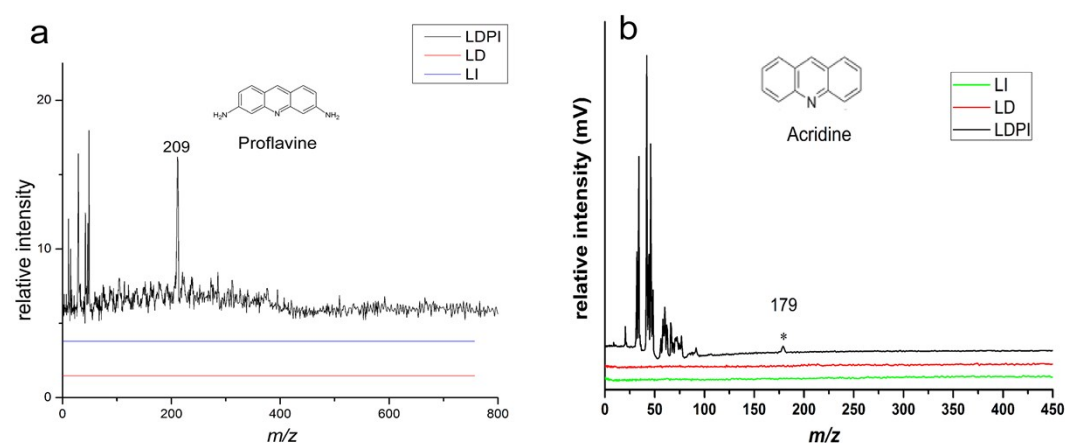 a
LDPI
LD
LI
H₂N
N
NH₂
Proflavine
209
relative intensity
20
10
0
0
200
400
600
800
m/z
b
N
Acridine
LI
LD
LDPI
relative intensity (mV)
179
*
0
50
100
150
200
250
300
350
400
450
m/z